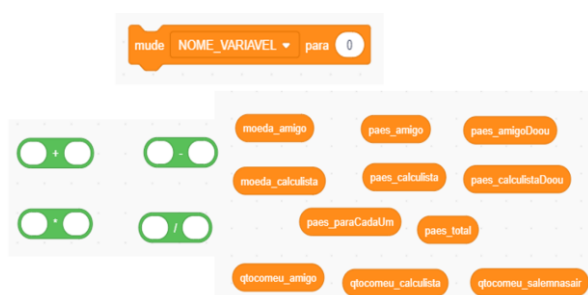 mude NOME_VARIAVEL para 0
+ -
* /
moeda_amigo paes_amigo paes_amigoDoou
moeda_calculista paes_calculista paes_calculistaDoou
paes_paraCadaUm paes_total
qtocomeu_amigo qtocomeu_calculista qtocomeu_salemnasair